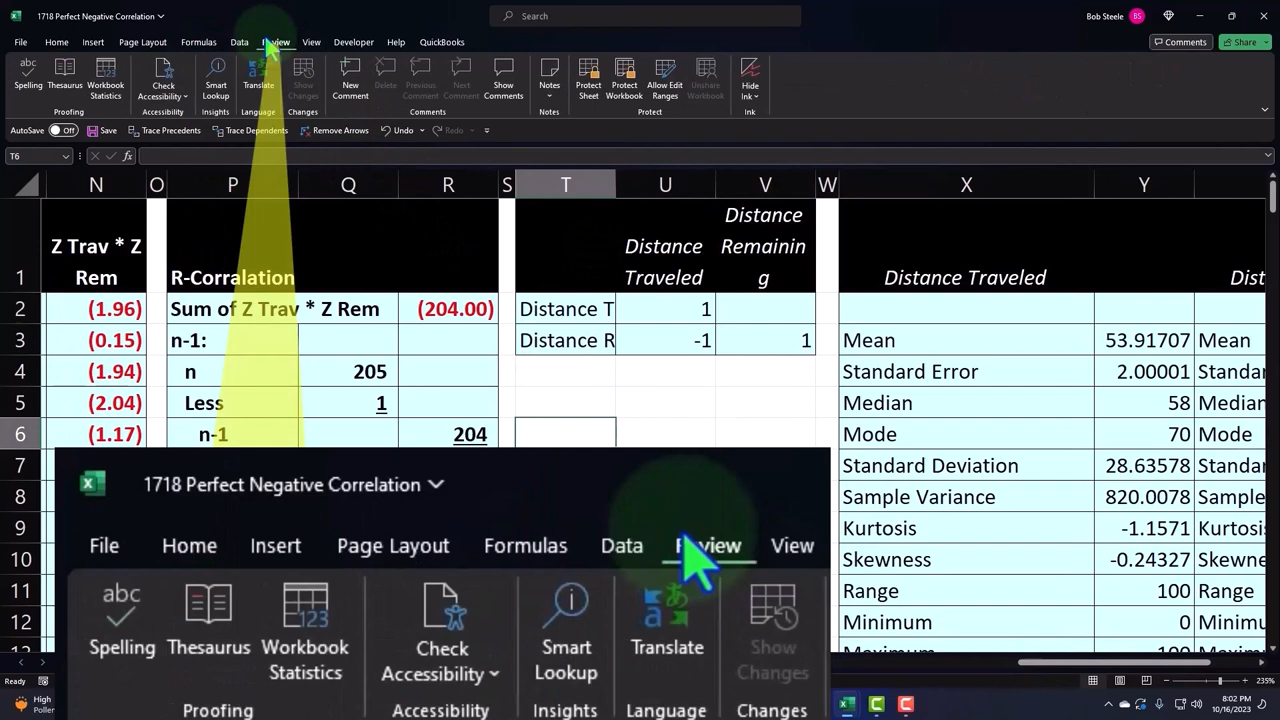 1718 Perfect Negative Correlation
Search
Bob Steele
BS
File Home Insert Page Layout Formulas Data Review View Developer Help QuickBooks
Comments Share
Spelling Thesaurus Workbook Statistics Check Accessibility Smart Lookup Translate Show Changes New Comment Delete Previous Comment Next Comment Show Comments Notes Protect Sheet Protect Workbook Allow Edit Ranges Unshare Workbook Hide Ink
Proofing Accessibility Insights Language Changes Comments Notes Protect Ink
AutoSave Off Save Trace Precedents Trace Dependents Remove Arrows Undo Redo
T6 fx
N O P Q R S T U V W X Y
Distance
Z Trav * Z Distance Remainin
1 Rem R-Corralation Traveled g Distance Traveled Dist
2 (1.96) Sum of Z Trav * Z Rem (204.00) Distance T 1
3 (0.15) n-1: Distance R -1 1 Mean 53.91707 Mean
4 (1.94) n 205 Standard Error 2.00001 Standar
5 (2.04) Less 1 Median 58 Median
6 (1.17) n-1 204 Mode 70 Mode
7 Standard Deviation 28.63578 Standar
8 Sample Variance 820.0078 Sample
9 Kurtosis -1.1571 Kurtosis
10 Skewness -0.24327 Skewne
11 Range 100 Range
12 Minimum 0 Minimu
1718 Perfect Negative Correlation
File Home Insert Page Layout Formulas Data Review View
Spelling Thesaurus Workbook Statistics Check Accessibility Smart Lookup Translate Show Changes
Proofing Accessibility Insights Language Changes
Ready
235%
High
Poller
8:02 PM
10/16/2023